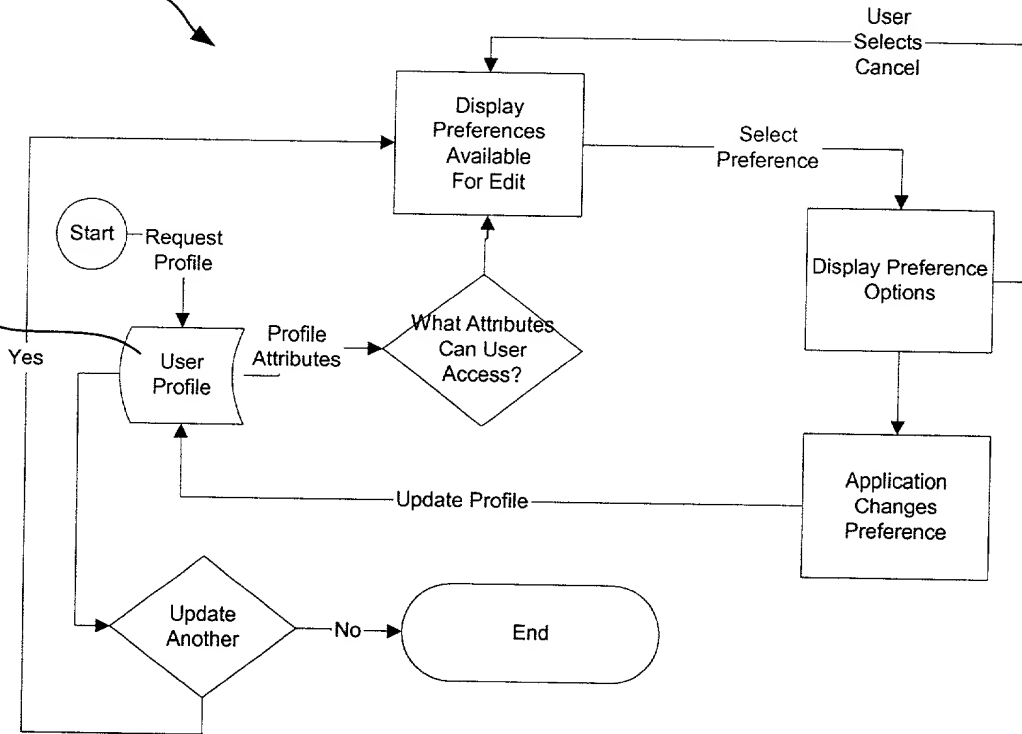 User
Selects
Cancel
Display
Preferences
Available
For Edit
Select
Preference
Start
Request
Profile
Display Preference
Options
What Attributes
Can User
Access?
Profile
Attributes
Yes
User
Profile
Application
Changes
Preference
Update Profile
Update
Another
No
End